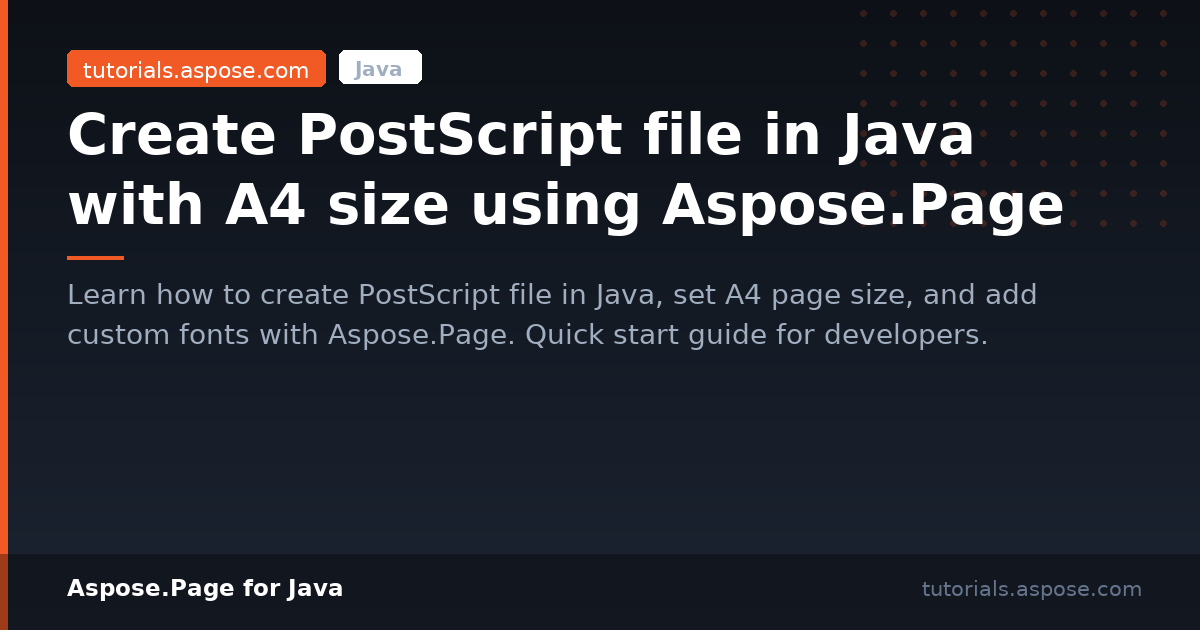 tutorials.aspose.com
Java
Create PostScript file in Java
with A4 size using Aspose.Page
Learn how to create PostScript file in Java, set A4 page size, and add
custom fonts with Aspose.Page. Quick start guide for developers.
Aspose.Page for Java
tutorials.aspose.com